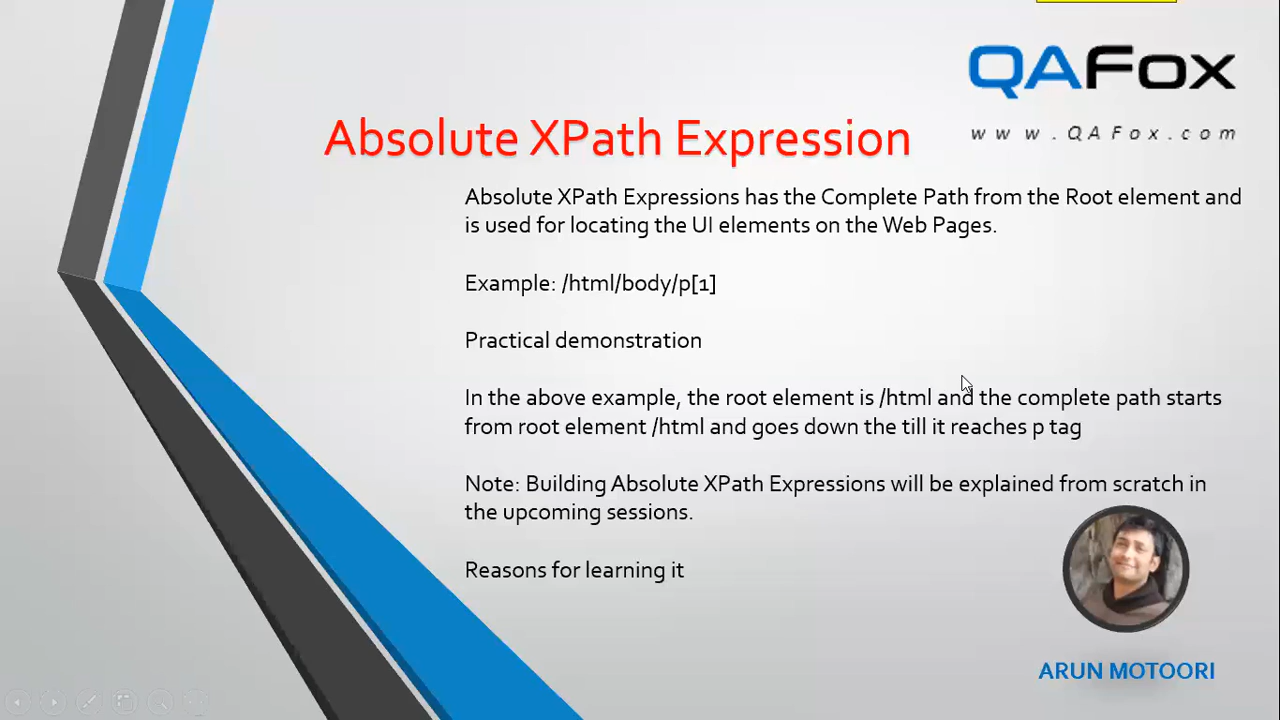 QAFox
www.QAFox.com
Absolute XPath Expression
Absolute XPath Expressions has the Complete Path from the Root element and
is used for locating the UI elements on the Web Pages.
Example: /html/body/p[1]
Practical demonstration
In the above example, the root element is /html and the complete path starts
from root element /html and goes down the till it reaches p tag
Note: Building Absolute XPath Expressions will be explained from scratch in
the upcoming sessions.
Reasons for learning it
ARUN MOTOORI